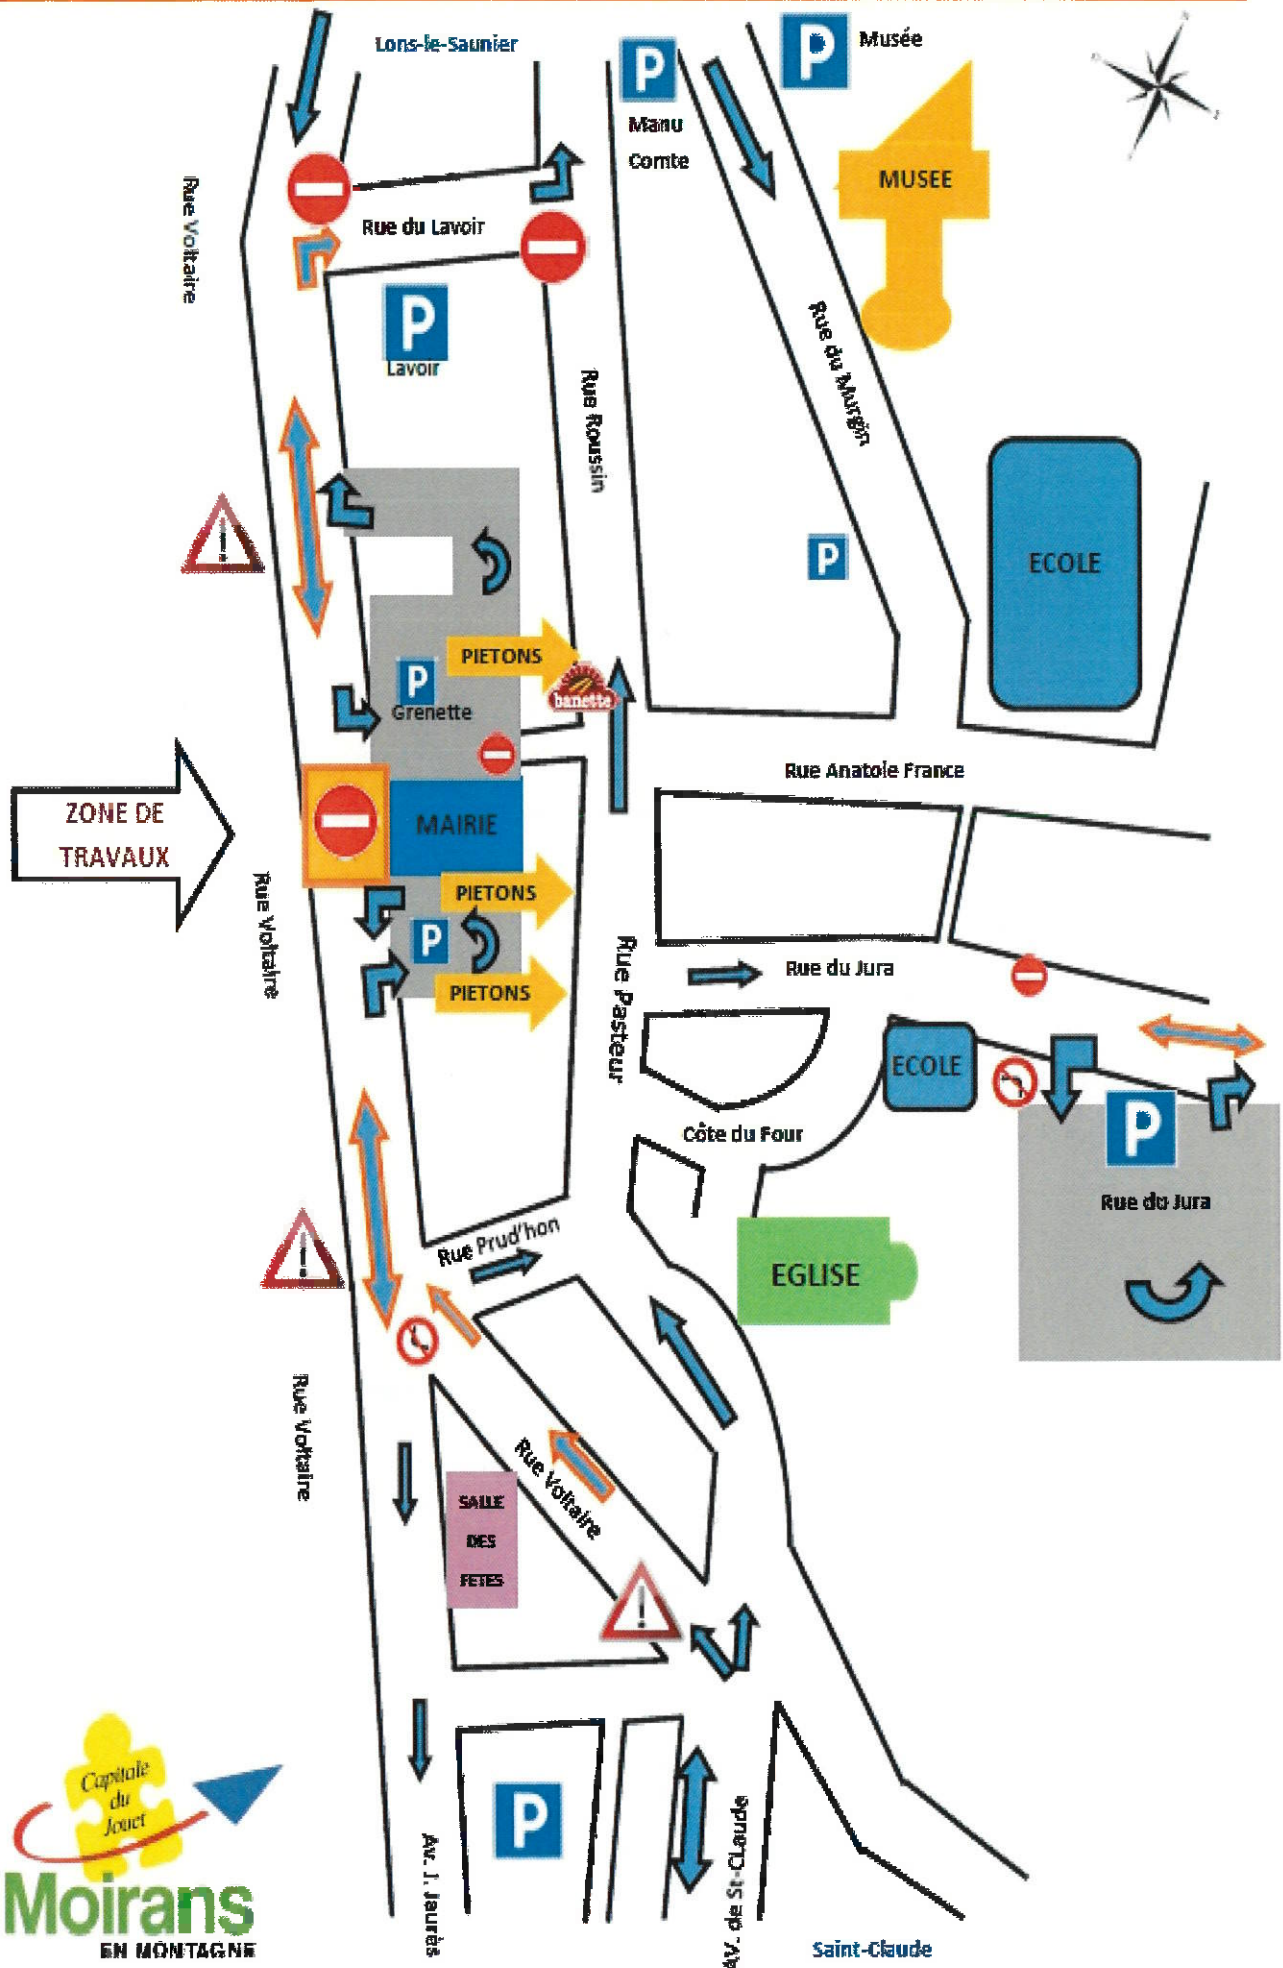 Lons-le-Saunier
P
Musée
P
Manu
Comte
MUSEE
Rue Voltaire
Rue du Lavoir
P
Lavoir
Rue Roussin
Rue du Murgin
ECOLE
P
PIETONS
P
Grenette
banette
Rue Anatole France
ZONE DE
TRAVAUX
MAIRIE
PIETONS
P
PIETONS
Rue Voltaire
Rue Pasteur
Rue du Jura
ECOLE
P
Rue du Jura
Côte du Four
Rue Prud'hon
EGLISE
Rue Voltaire
Rue Voltaire
SALLE
DES
FETES
P
Av. J. Jaurès
AV. de St-CLaude
Saint-Claude
Capitale
du
Jouet
Moirans
EN MONTAGNE